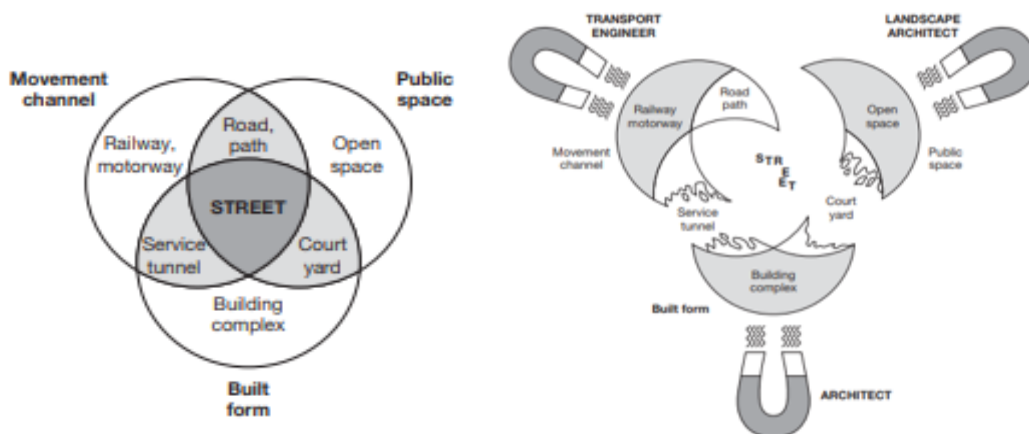 Movement
channel
Public
space
Railway,
motorway
Road,
path
Open
space
STREET
Service
tunnel
Court
yard
Building
complex
Built
form
TRANSPORT
ENGINEER
LANDSCAPE
ARCHITECT
Railway
motorway
Road
path
Open
space
Movement
channel
STREET
Public
space
Service
tunnel
Court
yard
Building
complex
Built form
ARCHITECT